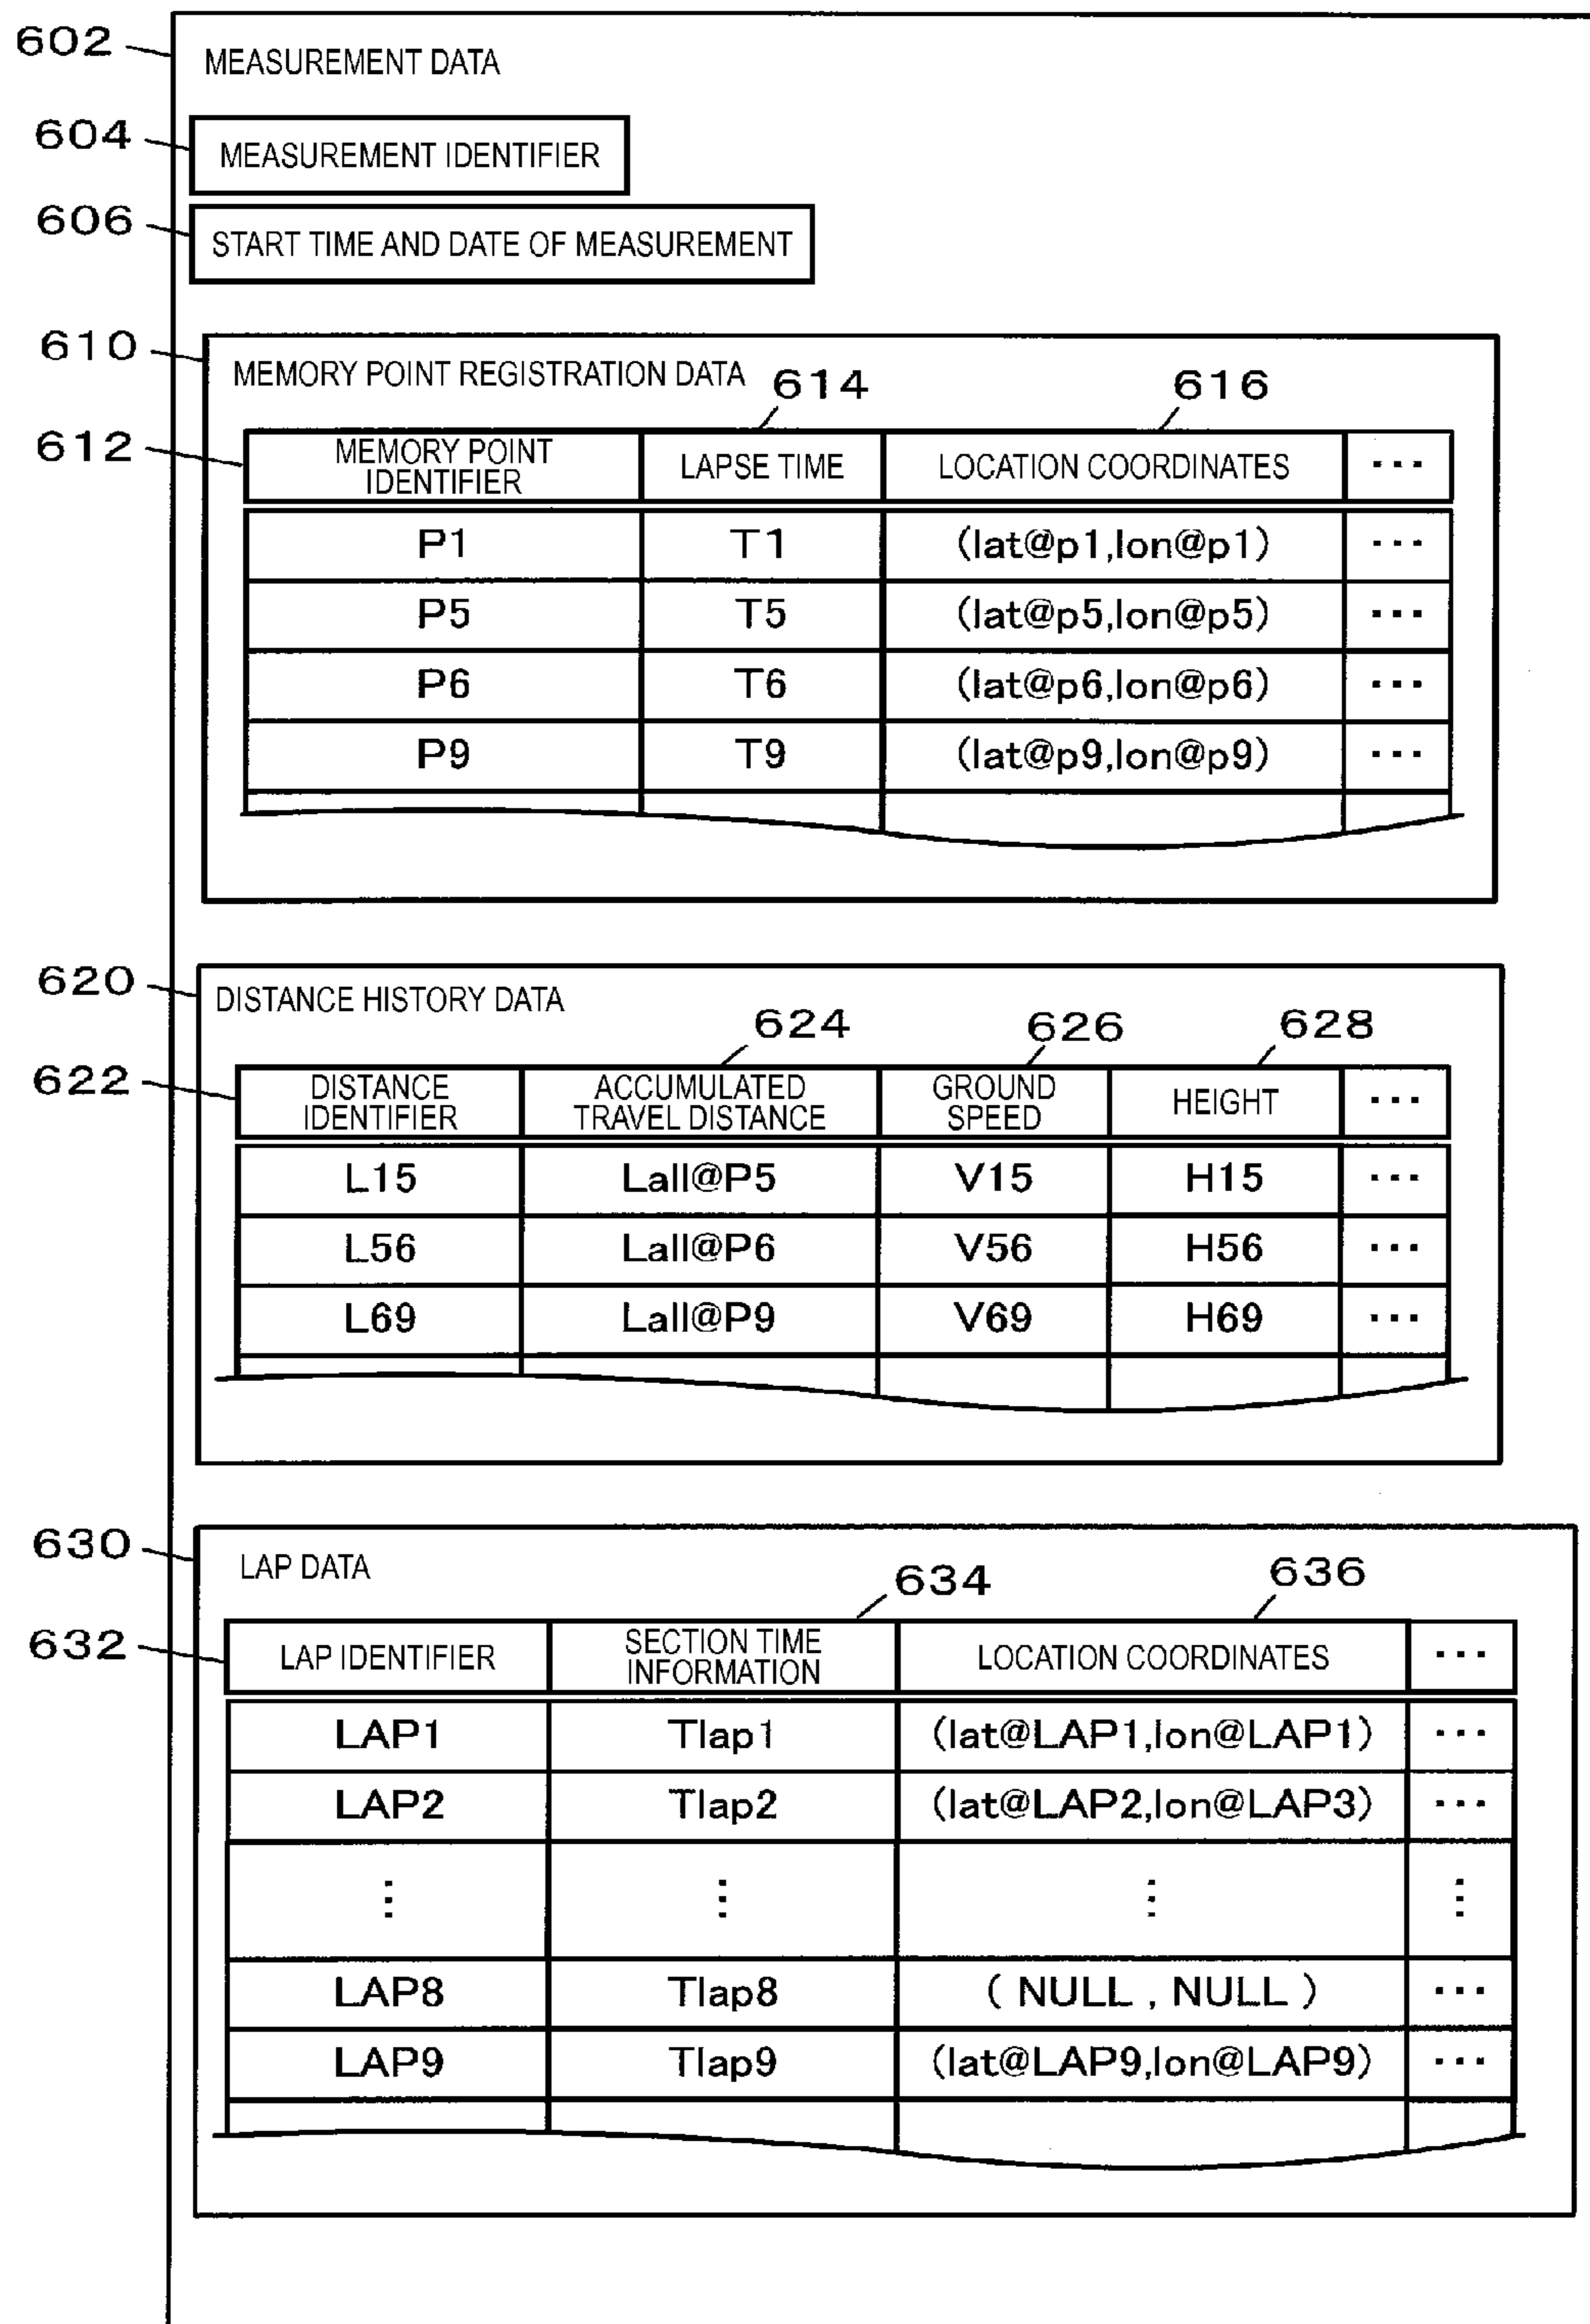 602
MEASUREMENT DATA
604
MEASUREMENT IDENTIFIER
606
START TIME AND DATE OF MEASUREMENT
610
MEMORY POINT REGISTRATION DATA
614
616
612
MEMORY POINT
IDENTIFIER
LAPSE TIME
LOCATION COORDINATES
...
P1 T1 (lat@p1,lon@p1) ...
P5 T5 (lat@p5,lon@p5) ...
P6 T6 (lat@p6,lon@p6) ...
P9 T9 (lat@p9,lon@p9) ...
620
DISTANCE HISTORY DATA
624
626
628
622
DISTANCE
IDENTIFIER
ACCUMULATED
TRAVEL DISTANCE
GROUND
SPEED
HEIGHT
...
L15 Lall@P5 V15 H15 ...
L56 Lall@P6 V56 H56 ...
L69 Lall@P9 V69 H69 ...
630
LAP DATA
634
636
632
LAP IDENTIFIER
SECTION TIME
INFORMATION
LOCATION COORDINATES
...
LAP1 Tlap1 (lat@LAP1,lon@LAP1) ...
LAP2 Tlap2 (lat@LAP2,lon@LAP3) ...
⋮ ⋮ ⋮ ⋮
LAP8 Tlap8 ( NULL , NULL ) ...
LAP9 Tlap9 (lat@LAP9,lon@LAP9) ...